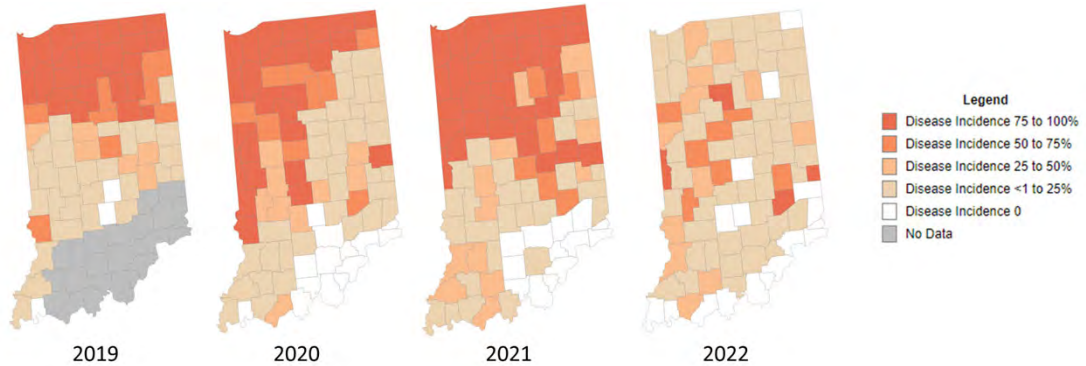 Legend
Disease Incidence 75 to 100%
Disease Incidence 50 to 75%
Disease Incidence 25 to 50%
Disease Incidence <1 to 25%
Disease Incidence 0
No Data
2019
2020
2021
2022